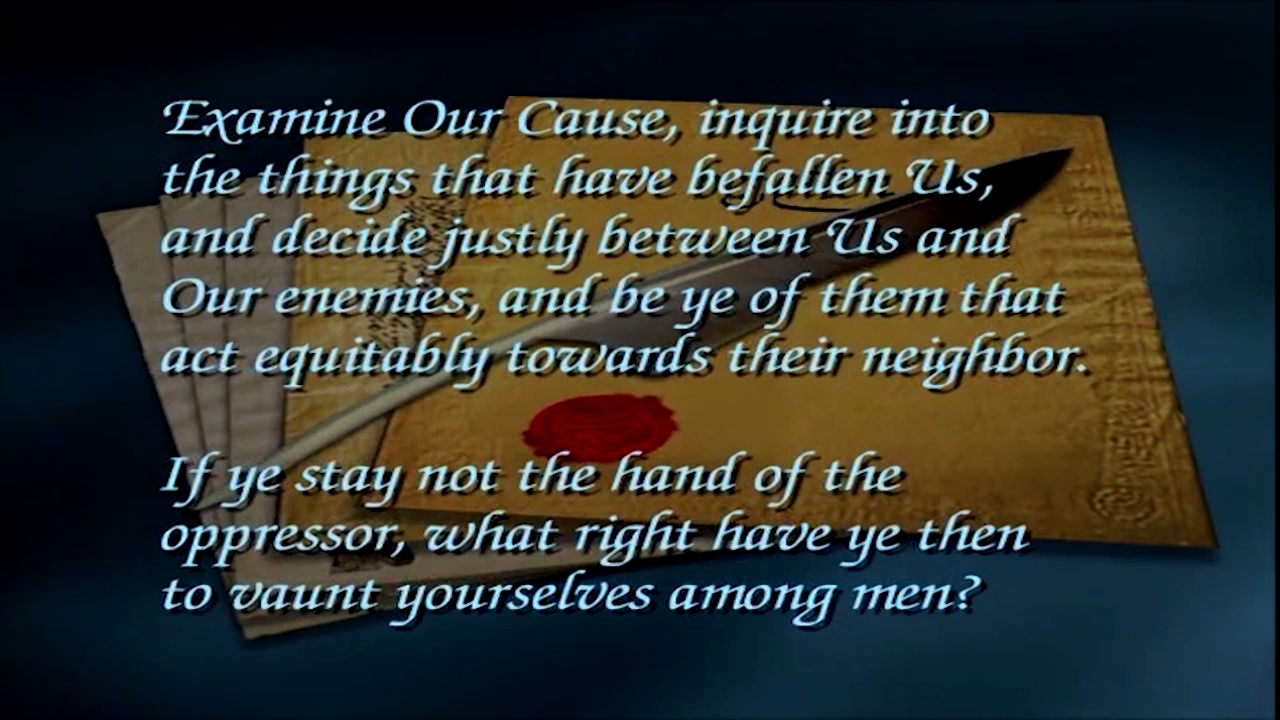 Examine Our Cause, inquire into
the things that have befallen Us,
and decide justly between Us and
Our enemies, and be ye of them that
act equitably towards their neighbor.
If ye stay not the hand of the
oppressor, what right have ye then
to vaunt yourselves among men?